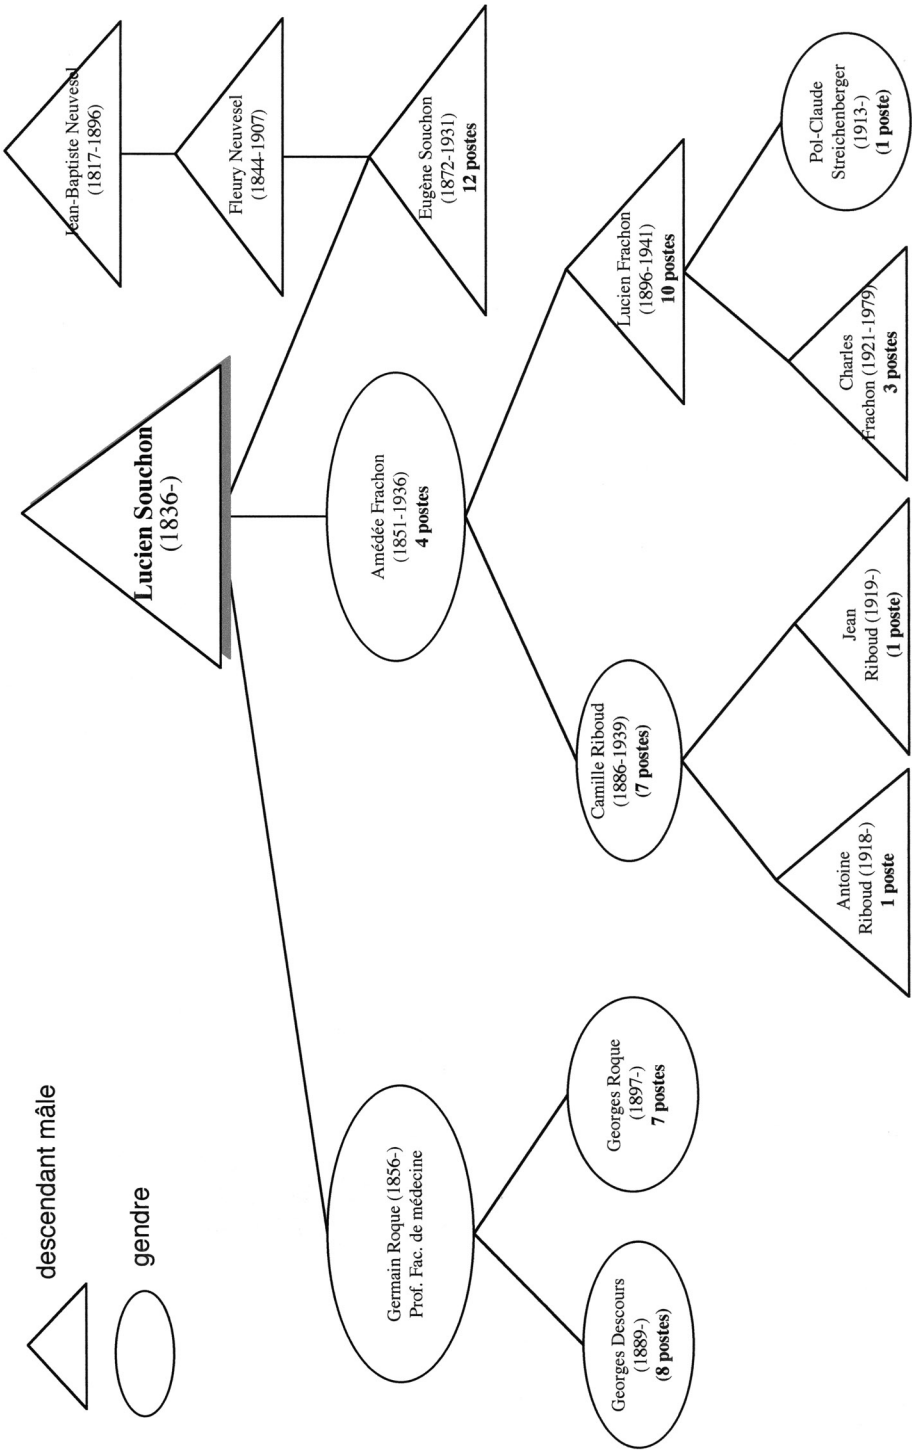 descendant mâle
gendre
Lucien Souchon
(1836-)
Jean-Baptiste Neuvesel
(1817-1896)
Fleury Neuvesel
(1844-1907)
Eugène Souchon
(1872-1931)
12 postes
Germain Roque (1856-)
Prof. Fac. de médecine
Amédée Frachon
(1851-1936)
4 postes
Georges Descours
(1889-)
(8 postes)
Georges Roque
(1897-)
7 postes
Camille Riboud
(1886-1939)
(7 postes)
Lucien Frachon
(1896-1941)
10 postes
Antoine
Riboud (1918-)
1 poste
Jean
Riboud (1919-)
(1 poste)
Charles
Frachon (1921-1979)
3 postes
Pol-Claude
Streichenberger
(1913-)
(1 poste)